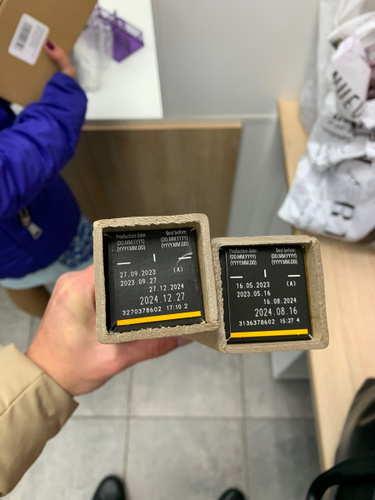 Production date: Best before:
(DD.MM.YYYY) (DD.MM.YYYY)
(YYYY.MM.DD) (YYYY.MM.DD)
27.09.2023 (A)
2023.09.27
27.12.2024
2024.12.27
3270378602 17:10 2
Production date: Best before:
(DD.MM.YYYY) (DD.MM.YYYY)
(YYYY.MM.DD) (YYYY.MM.DD)
16.05.2023 (A)
2023.05.16
16.08.2024
2024.08.16
3136378602 15:27 4